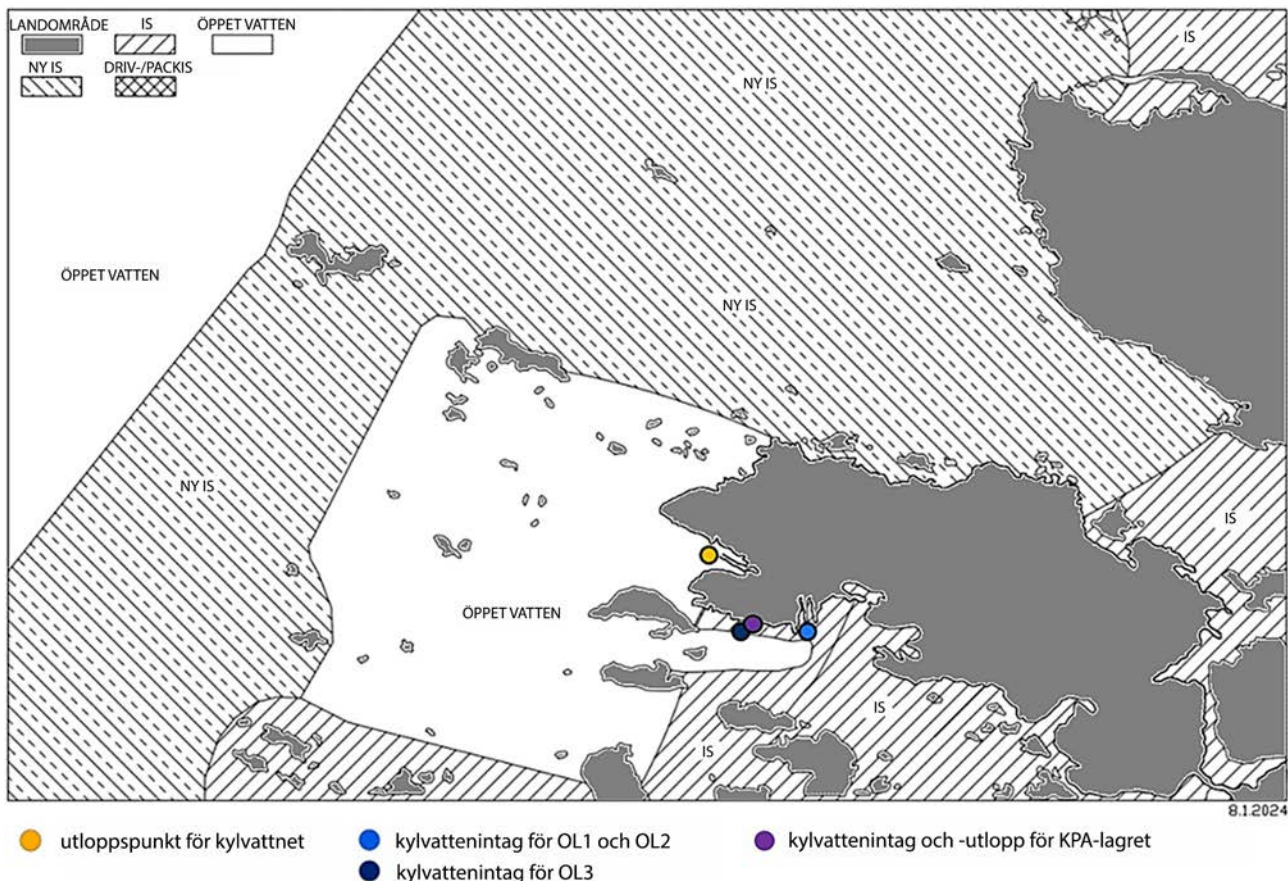 LANDOMRÅDE IS ÖPPET VATTEN
NY IS DRIV-/PACKIS
IS
NY IS
ÖPPET VATTEN
NY IS
NY IS
IS
ÖPPET VATTEN
IS
IS
8.1.2024
utloppspunkt för kylvattnet
kylvattenintag för OL1 och OL2
kylvattenintag och -utlopp för KPA-lagret
kylvattenintag för OL3